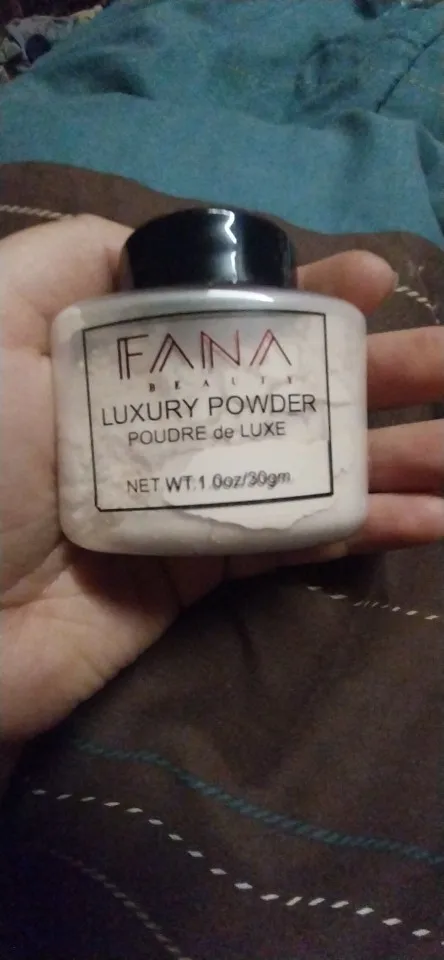 FANA
BEAUTY
LUXURY POWDER
POUDRE de LUXE
NET WT.1.0oz/30gm